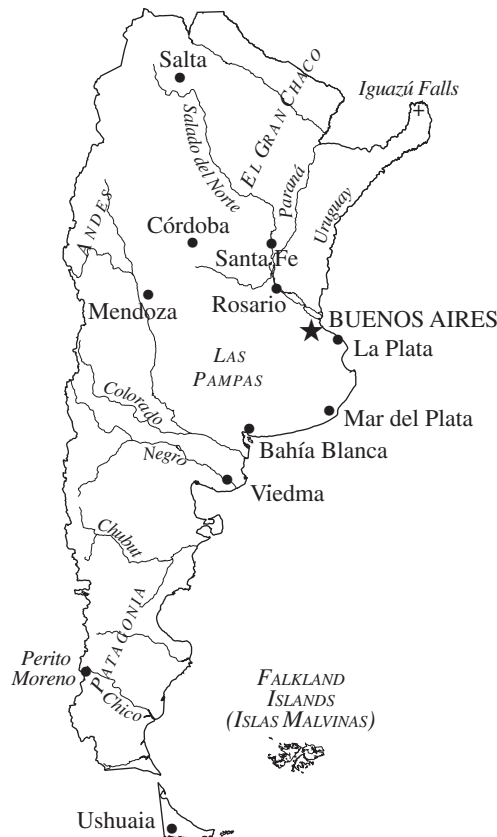 Salta
Iguazú Falls
EL GRAN CHACO
Salado del Norte
Paraná
Uruguay
ANDES
Córdoba
Santa Fe
Mendoza
Rosario
BUENOS AIRES
La Plata
LAS
PAMPAS
Colorado
Mar del Plata
Negro
Bahía Blanca
Viedma
Chubut
PATAGONIA
Perito
Moreno
Chico
FALKLAND
ISLANDS
(ISLAS MALVINAS)
Ushuaia